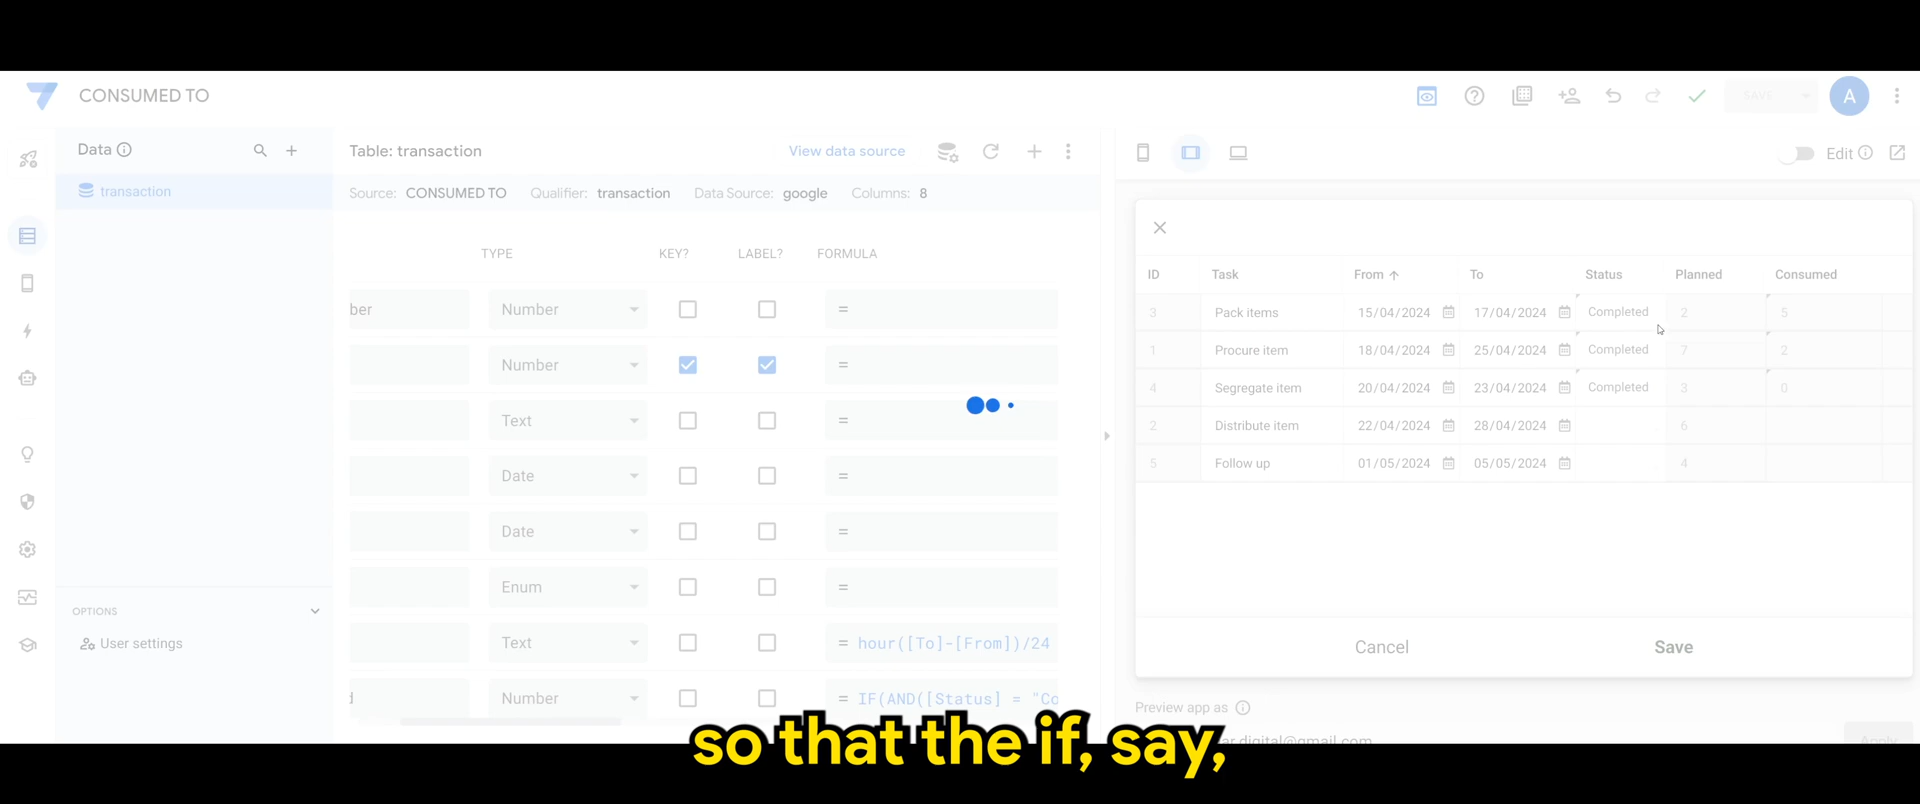 CONSUMED TO
SAVE
A
Data
Table: transaction
View data source
Edit
transaction
Source: CONSUMED TO Qualifier: transaction Data Source: google Columns: 8
TYPE KEY? LABEL? FORMULA
ber Number =
Number =
Text =
Date =
Date =
Enum =
Text = hour([To]-[From])/24
d Number = IF(AND([Status] = "Co
OPTIONS
User settings
ID Task From To Status Planned Consumed
3 Pack items 15/04/2024 17/04/2024 Completed 2 5
1 Procure item 18/04/2024 25/04/2024 Completed 7 2
4 Segregate item 20/04/2024 23/04/2024 Completed 3 0
2 Distribute item 22/04/2024 28/04/2024 6
5 Follow up 01/05/2024 05/05/2024 4
Cancel Save
Preview app as
ar.digital@gmail.com
Apply
so that the if, say,